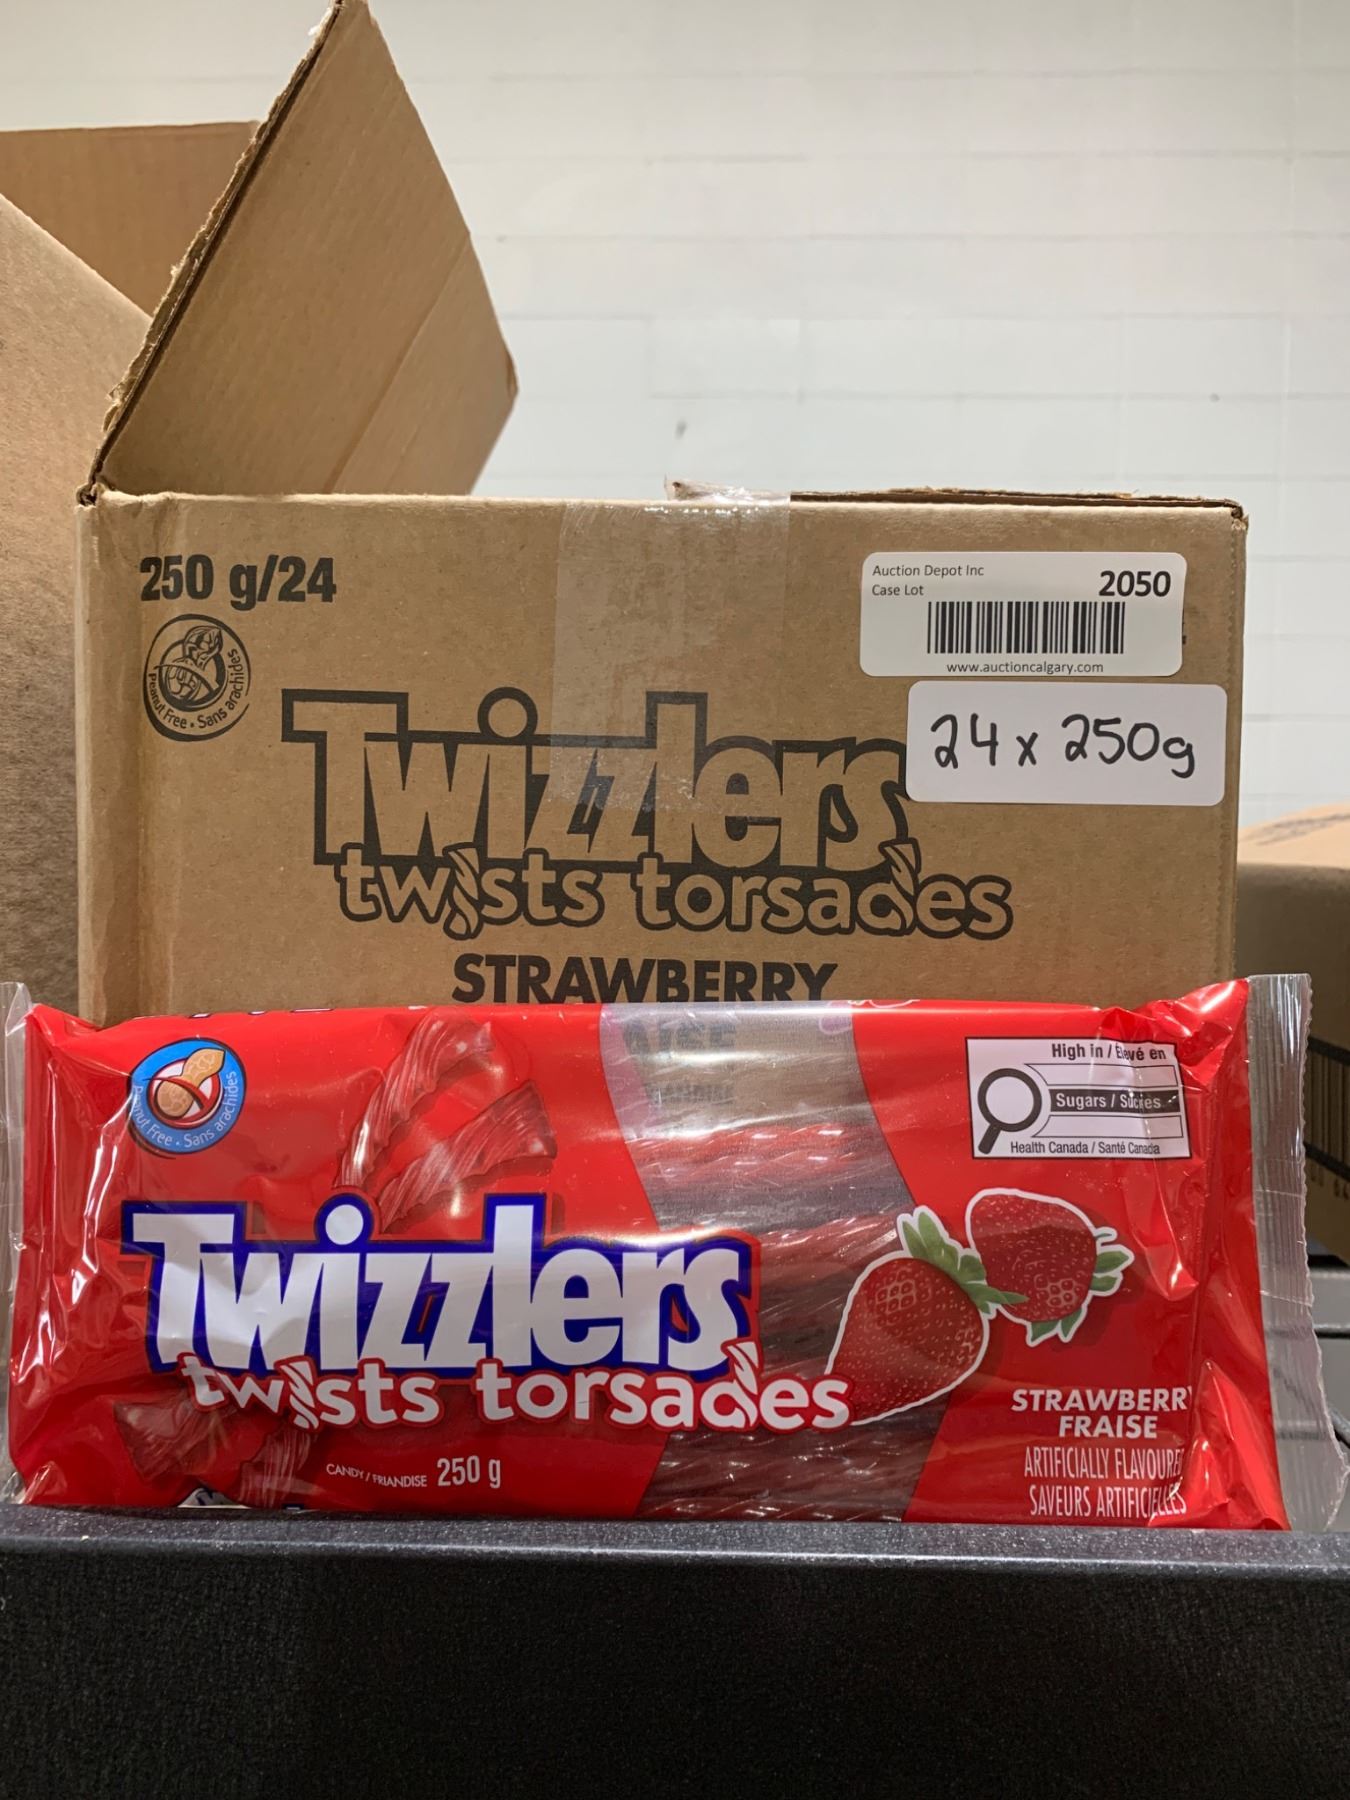 250 g/24
Peanut Free • Sans arachides
Auction Depot Inc
Case Lot
2050
www.auctioncalgary.com
24 x 250g
Twizzlers
twists torsades
STRAWBERRY
Peanut Free • Sans arachides
High in / Élevé en
Sugars / Sucres
Health Canada / Santé Canada
Twizzlers
twists torsades
CANDY / FRIANDISE 250 g
STRAWBERRY
FRAISE
ARTIFICIALLY FLAVOURE
SAVEURS ARTIFICIELLES